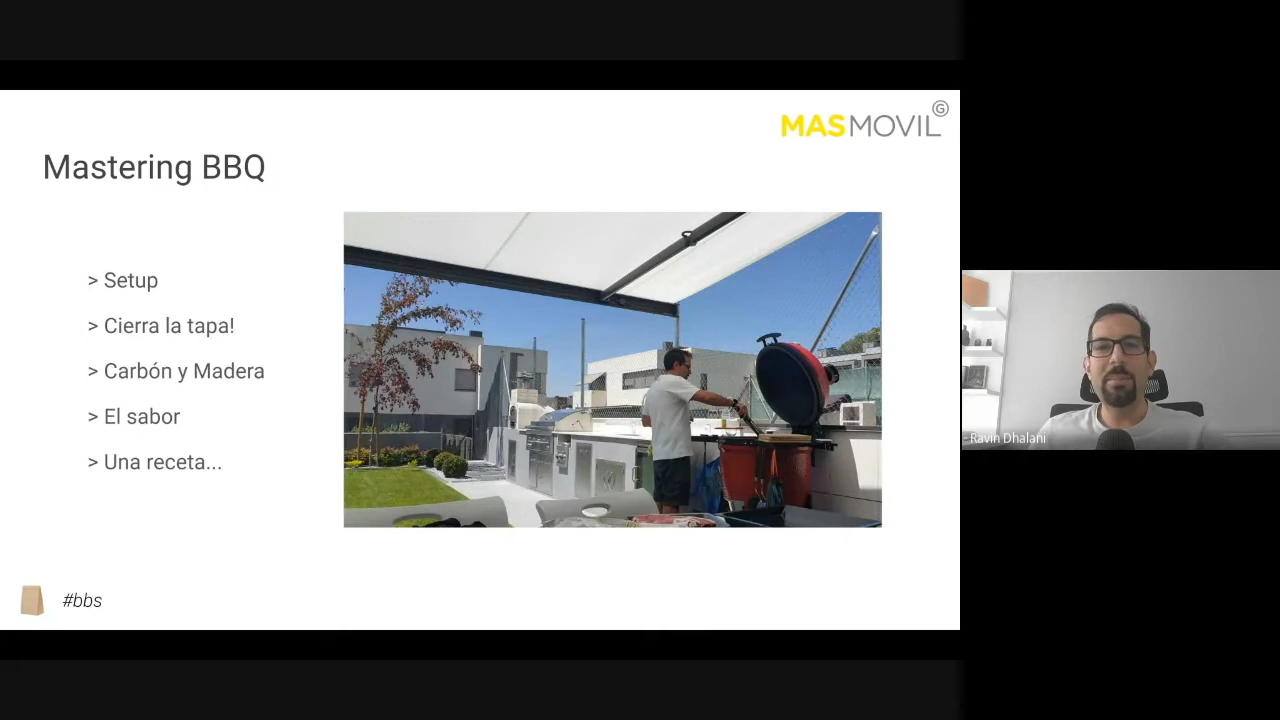 MASMOVIL
G
Mastering BBQ
> Setup
> Cierra la tapa!
> Carbón y Madera
> El sabor
> Una receta...
#bbs
Ravin Dhalani